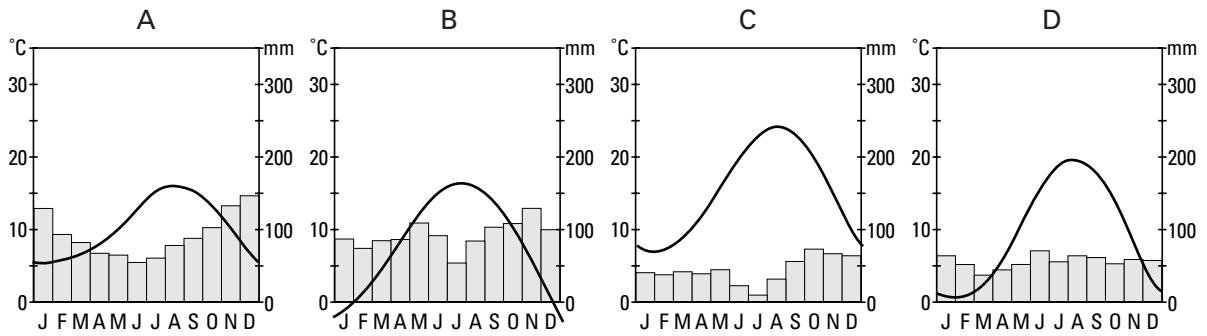 A B C D
°C mm °C mm °C mm °C mm
30 300 30 300 30 300 30 300
20 200 20 200 20 200 20 200
10 100 10 100 10 100 10 100
0 0 0 0 0 0 0 0
J F M A M J J A S O N D J F M A M J J A S O N D J F M A M J J A S O N D J F M A M J J A S O N D